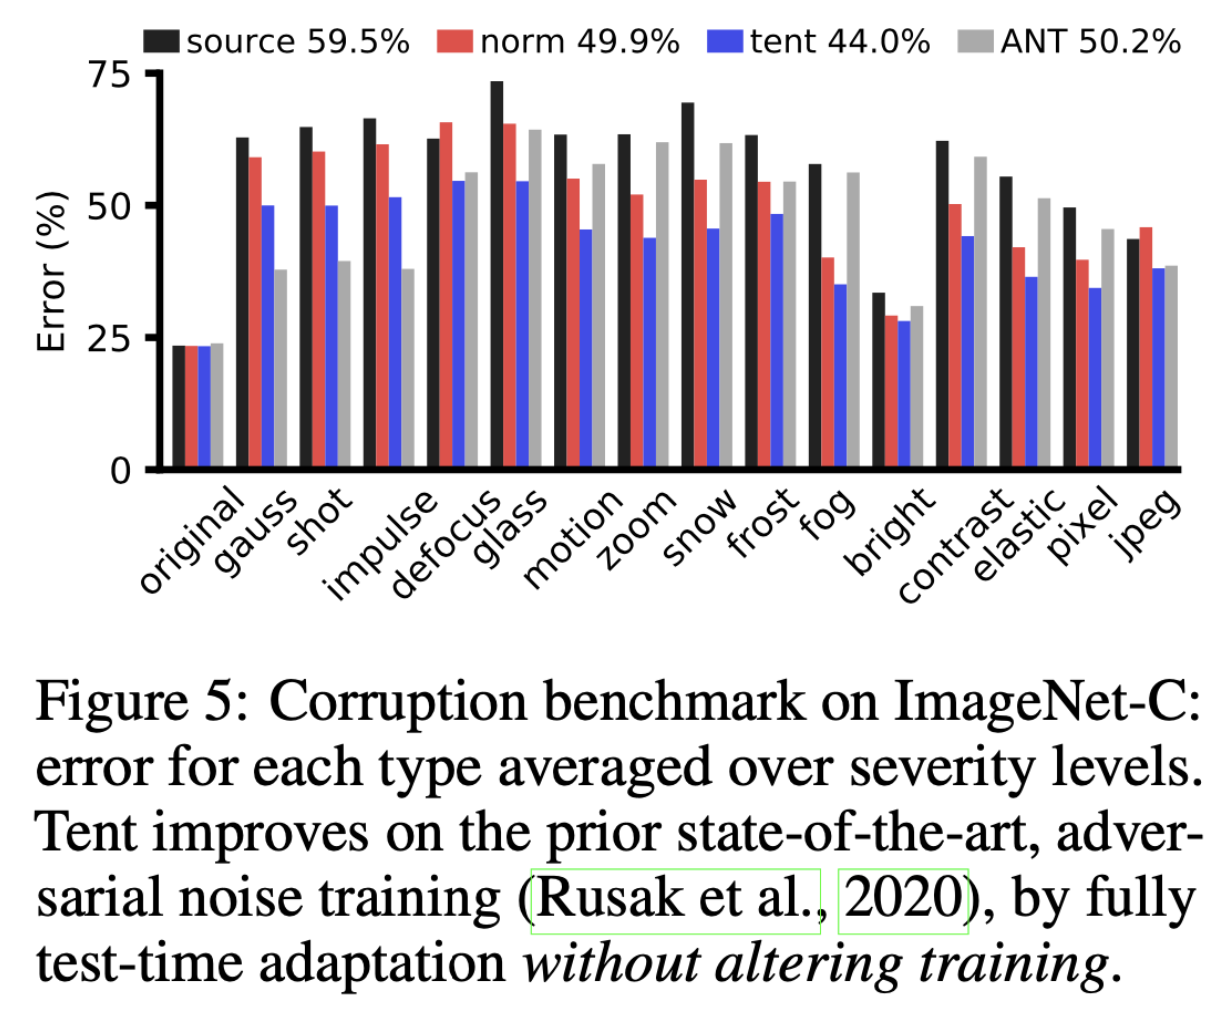 source 59.5% norm 49.9% tent 44.0% ANT 50.2%
75
50
25
0
Error (%)
original
gauss
shot
impulse
defocus
glass
motion
zoom
snow
frost
fog
bright
contrast
elastic
pixel
jpeg
Figure 5: Corruption benchmark on ImageNet-C:
error for each type averaged over severity levels.
Tent improves on the prior state-of-the-art, adver-
sarial noise training (Rusak et al., 2020), by fully
test-time adaptation without altering training.